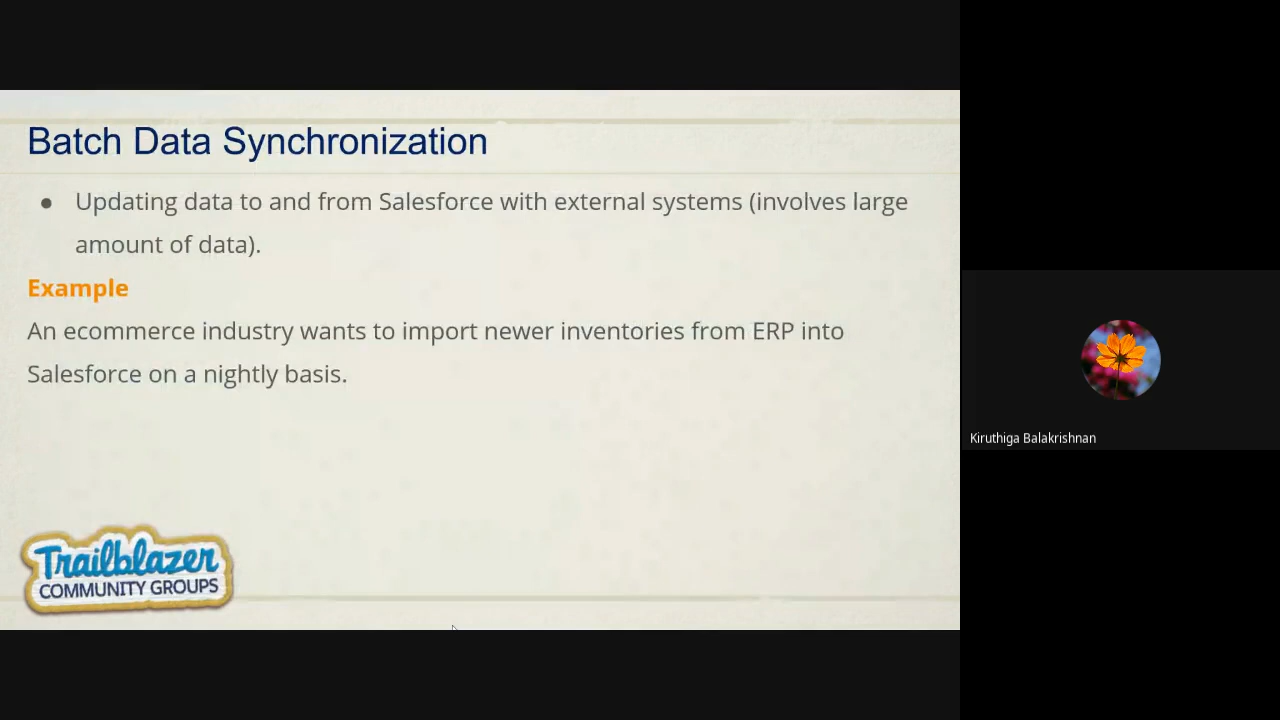 Batch Data Synchronization
● Updating data to and from Salesforce with external systems (involves large
amount of data).
Example
An ecommerce industry wants to import newer inventories from ERP into
Salesforce on a nightly basis.
Kiruthiga Balakrishnan
Trailblazer
COMMUNITY GROUPS